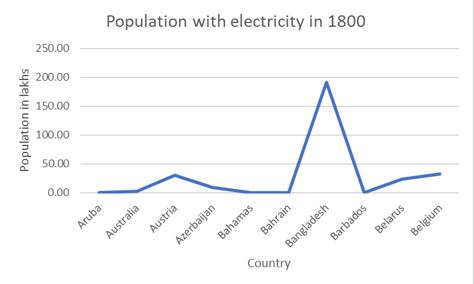 Population with electricity in 1800
250.00
200.00
150.00
100.00
50.00
0.00
Population in lakhs
Aruba
Australia
Austria
Azerbaijan
Bahamas
Bahrain
Bangladesh
Barbados
Belarus
Belgium
Country